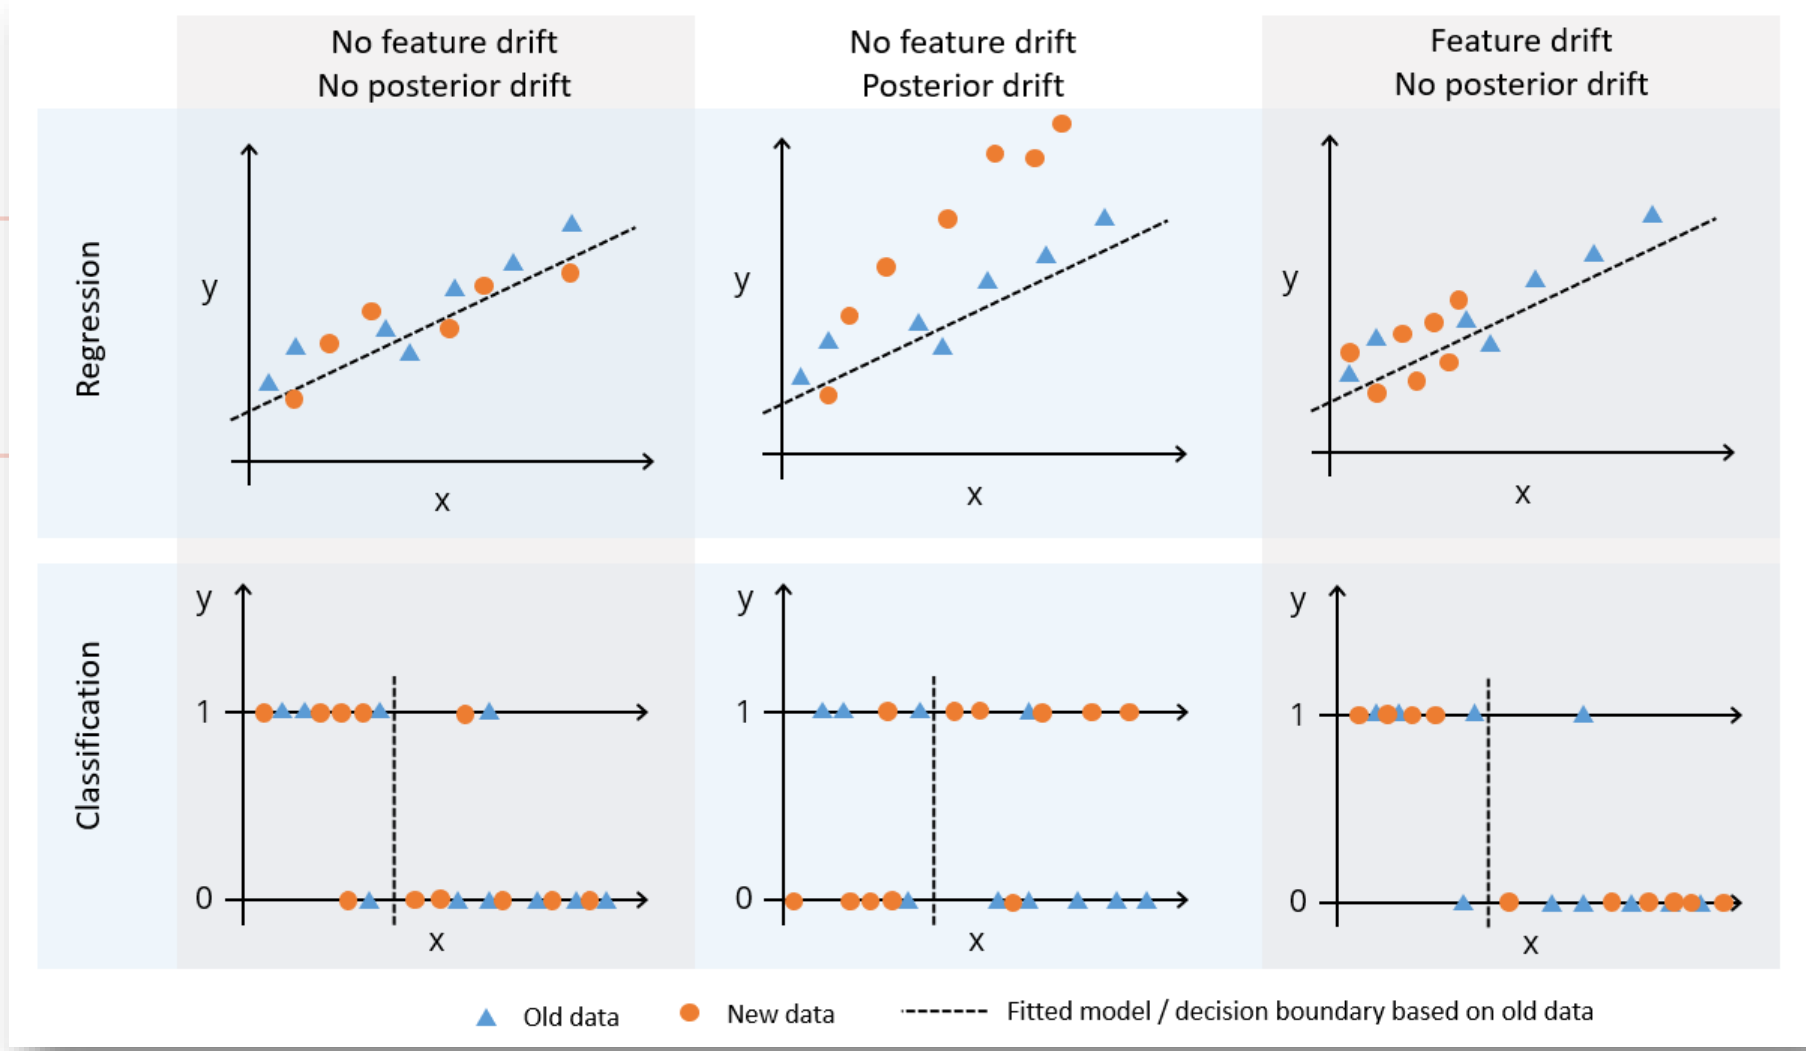 No feature drift
No posterior drift
No feature drift
Posterior drift
Feature drift
No posterior drift
Regression
y
x
y
x
y
x
Classification
y
1
0
x
y
1
0
x
y
1
0
x
Old data
New data
Fitted model / decision boundary based on old data